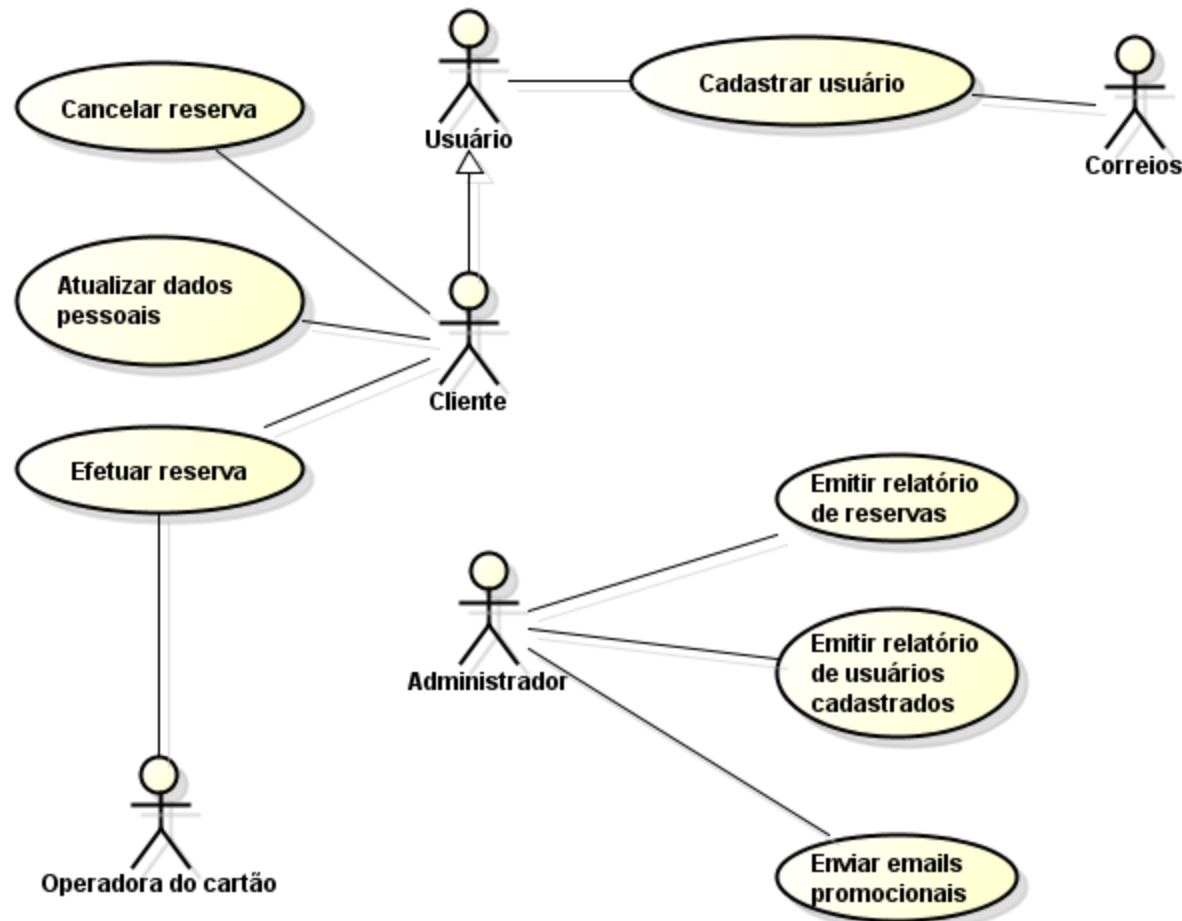 Cancelar reserva
Usuário
Cadastrar usuário
Correios
Atualizar dados
pessoais
Cliente
Efetuar reserva
Emitir relatório
de reservas
Administrador
Emitir relatório
de usuários
cadastrados
Operadora do cartão
Enviar emails
promocionais